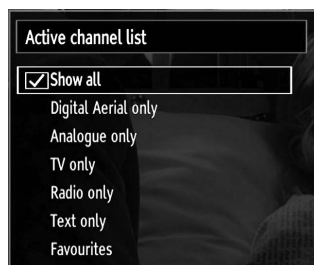 Active channel list
Show all
Digital Aerial only
Analogue only
TV only
Radio only
Text only
Favourites